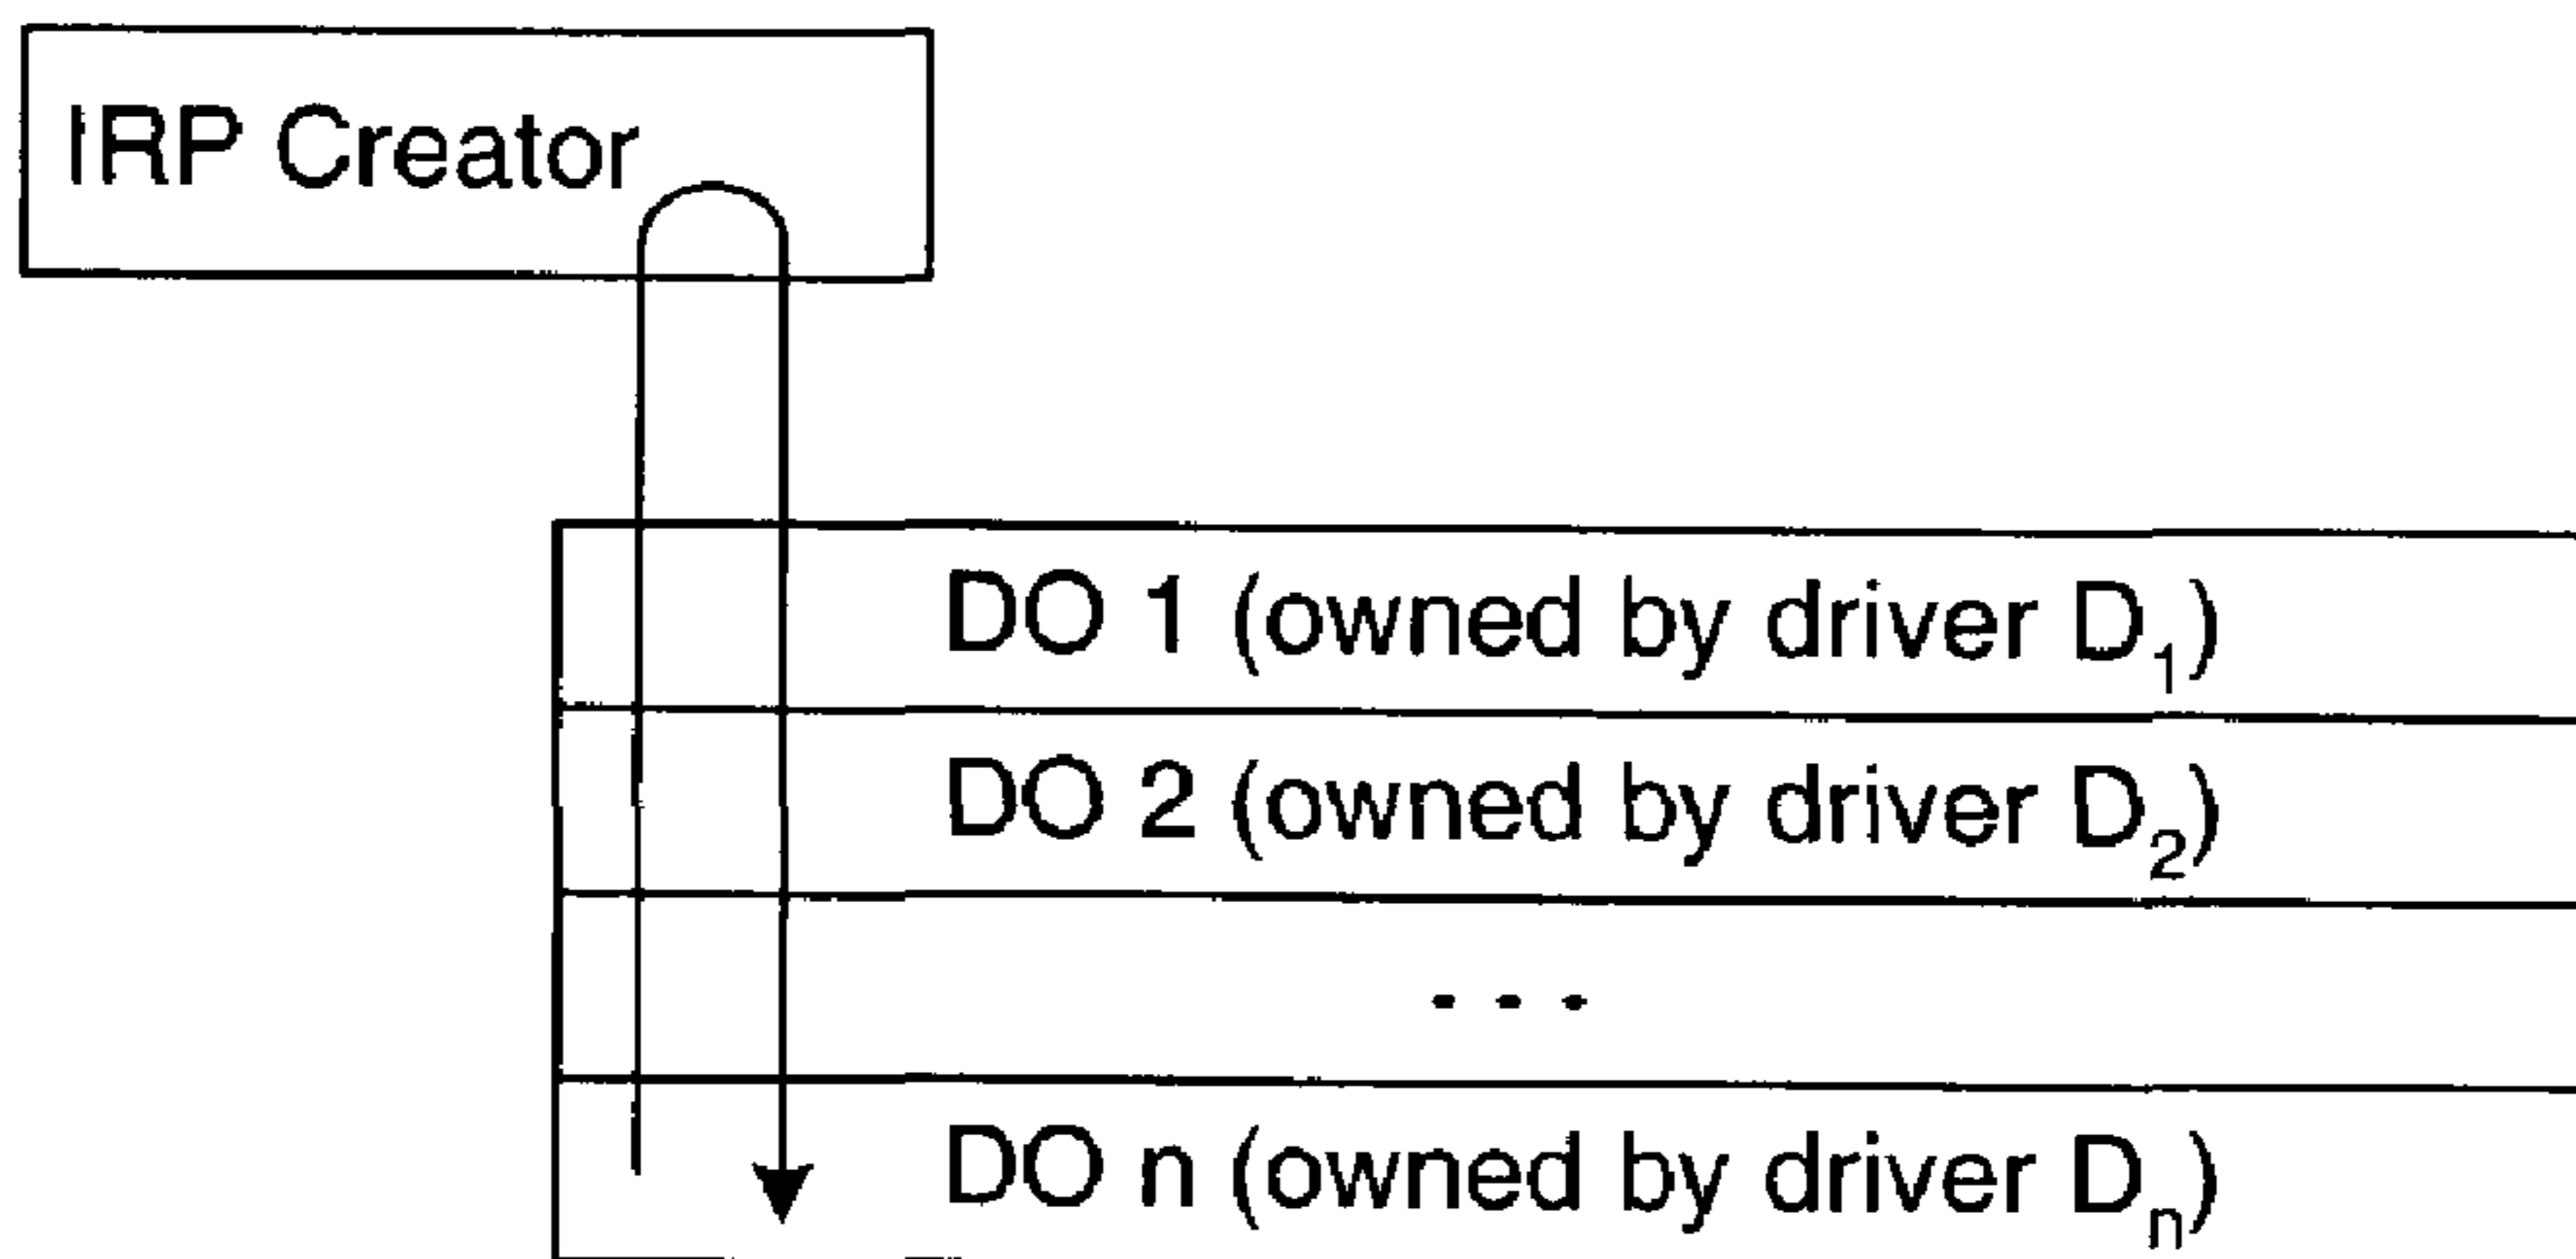 IRP Creator
DO 1 (owned by driver D₁)
DO 2 (owned by driver D₂)
...
DO n (owned by driver Dₙ)